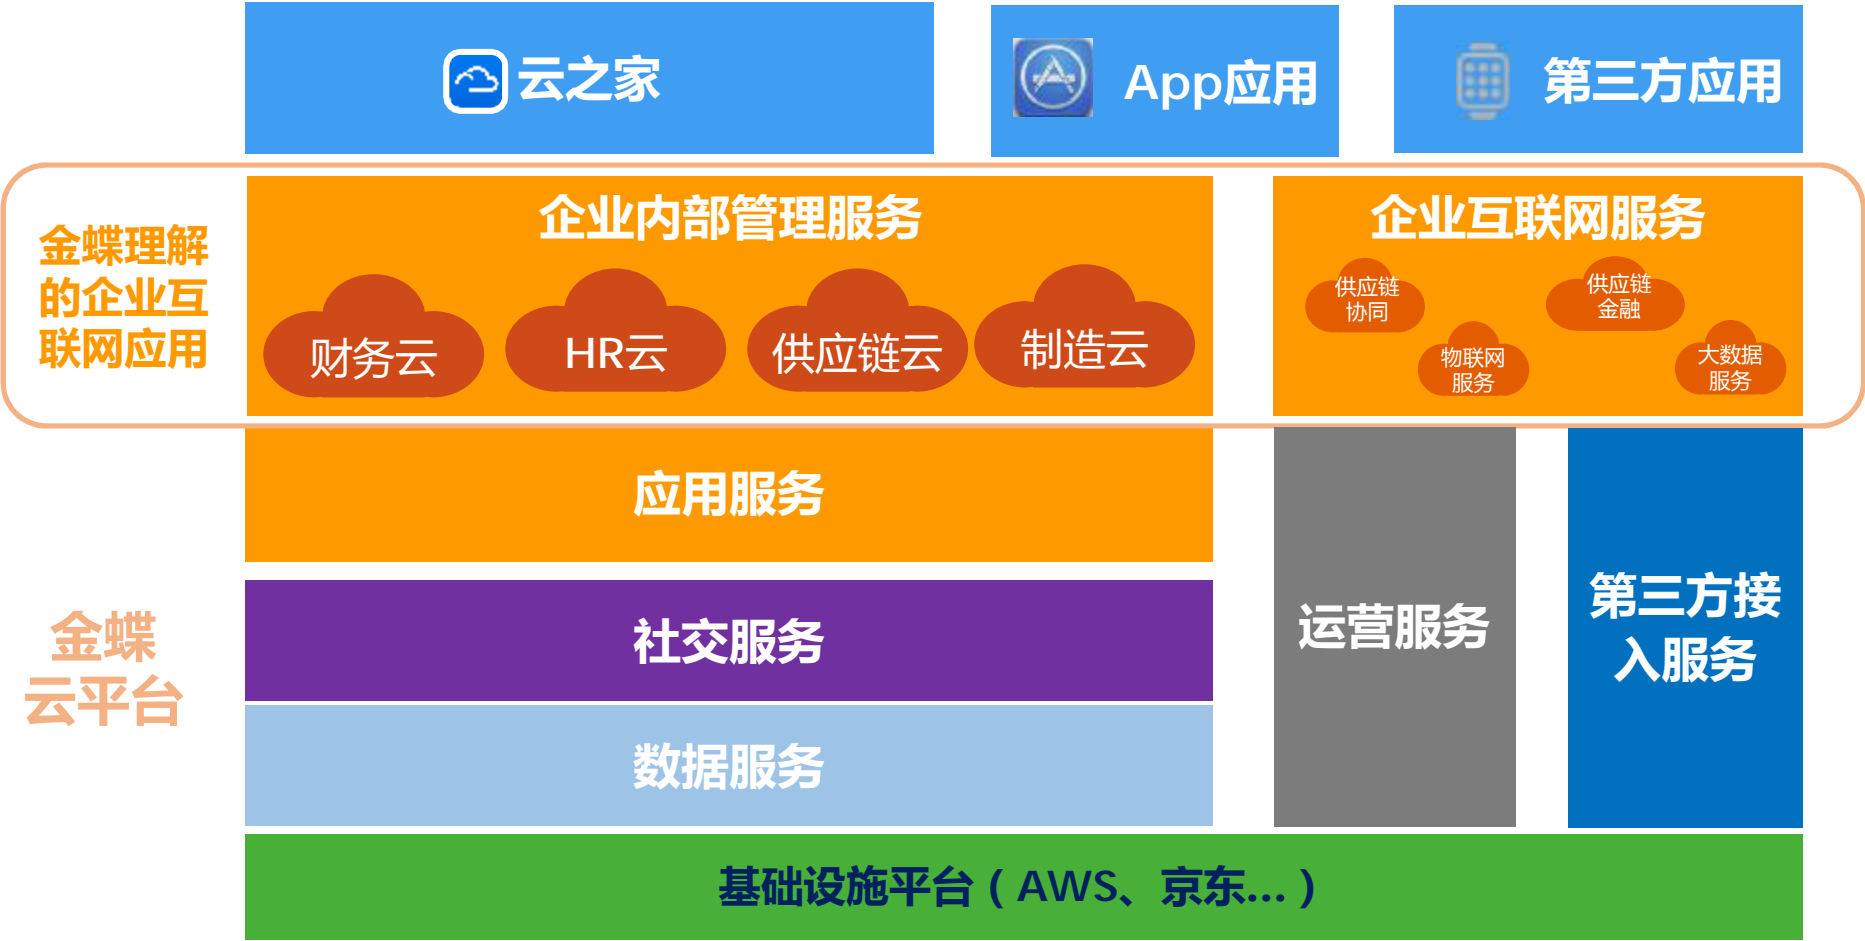 云之家
App应用
第三方应用
金蝶理解
的企业互
联网应用
企业内部管理服务
财务云
HR云
供应链云
制造云
企业互联网服务
供应链
协同
物联网
服务
供应链
金融
大数据
服务
金蝶
云平台
应用服务
社交服务
数据服务
运营服务
第三方接
入服务
基础设施平台（AWS、京东...）